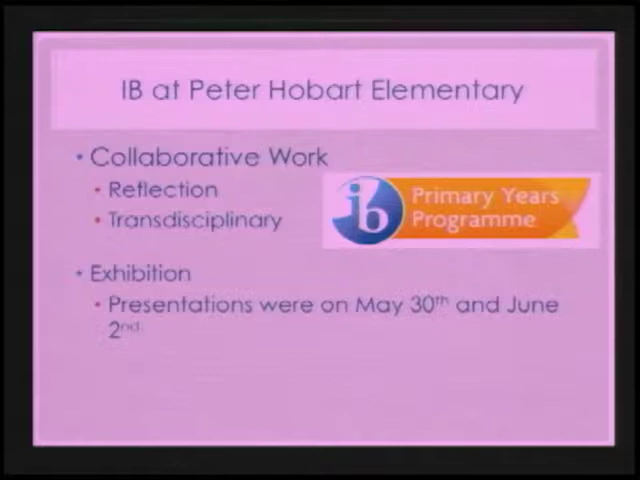 IB at Peter Hobart Elementary
• Collaborative Work
• Reflection
• Transdisciplinary
ib Primary Years
Programme
• Exhibition
• Presentations were on May 30th and June
2nd.